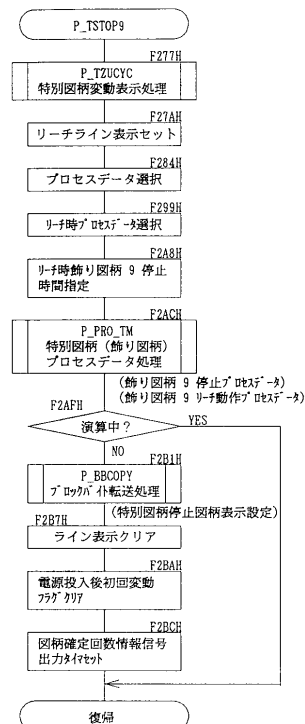 P_TSTOP9
F277H
P_TZUCYC
特別図柄変動表示処理
F27AH
リーチライン表示セット
F284H
プロセスデータ選択
F299H
リーチ時プロセスデータ選択
F2A8H
リーチ時飾り図柄 9 停止
時間指定
F2ACH
P_PRO_TM
特別図柄（飾り図柄）
プロセスデータ処理
(飾り図柄 9 停止プロセスデータ)
(飾り図柄 9 リーチ動作プロセスデータ)
F2AFH
演算中？
YES
NO
F2B1H
P_BBCOPY
ブロックバイト転送処理
(特別図柄停止図柄表示設定)
F2B7H
ライン表示クリア
F2BAH
電源投入後初回変動
フラグクリア
F2BCH
図柄確定回数情報信号
出力タイマセット
復帰